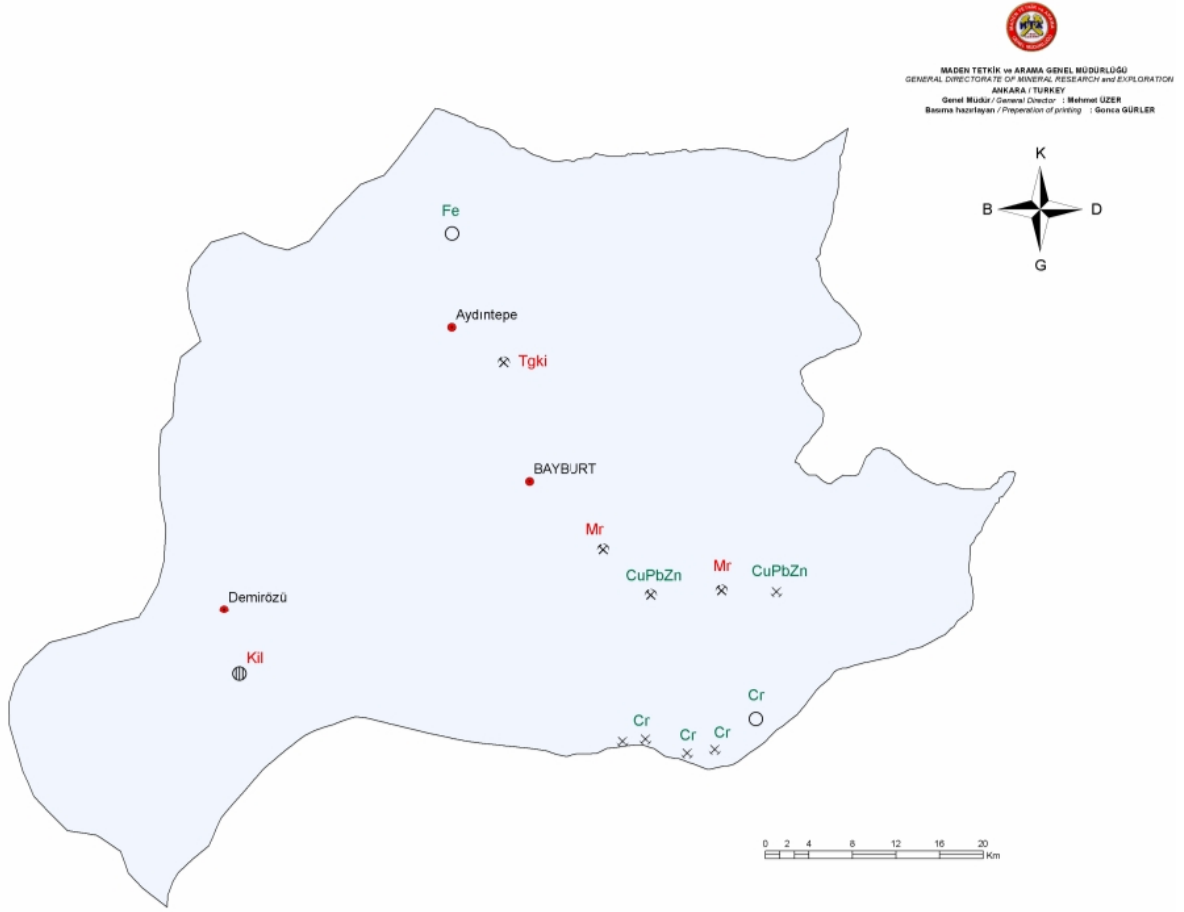 MADEN TETKİK ve ARAMA GENEL MÜDÜRLÜĞÜ
GENERAL DIRECTORATE OF MINERAL RESEARCH and EXPLORATION
ANKARA / TURKEY
Genel Müdür / General Director : Mehmet ÜZER
Basıma hazırlayan / Preperation of printing : Gonca GÜRLER
K
B D
G
Fe
Aydıntepe
Tgki
BAYBURT
Mr
CuPbZn Mr CuPbZn
Demirözü
Kil
Cr
Cr Cr Cr
0 2 4 8 12 16 20
Km